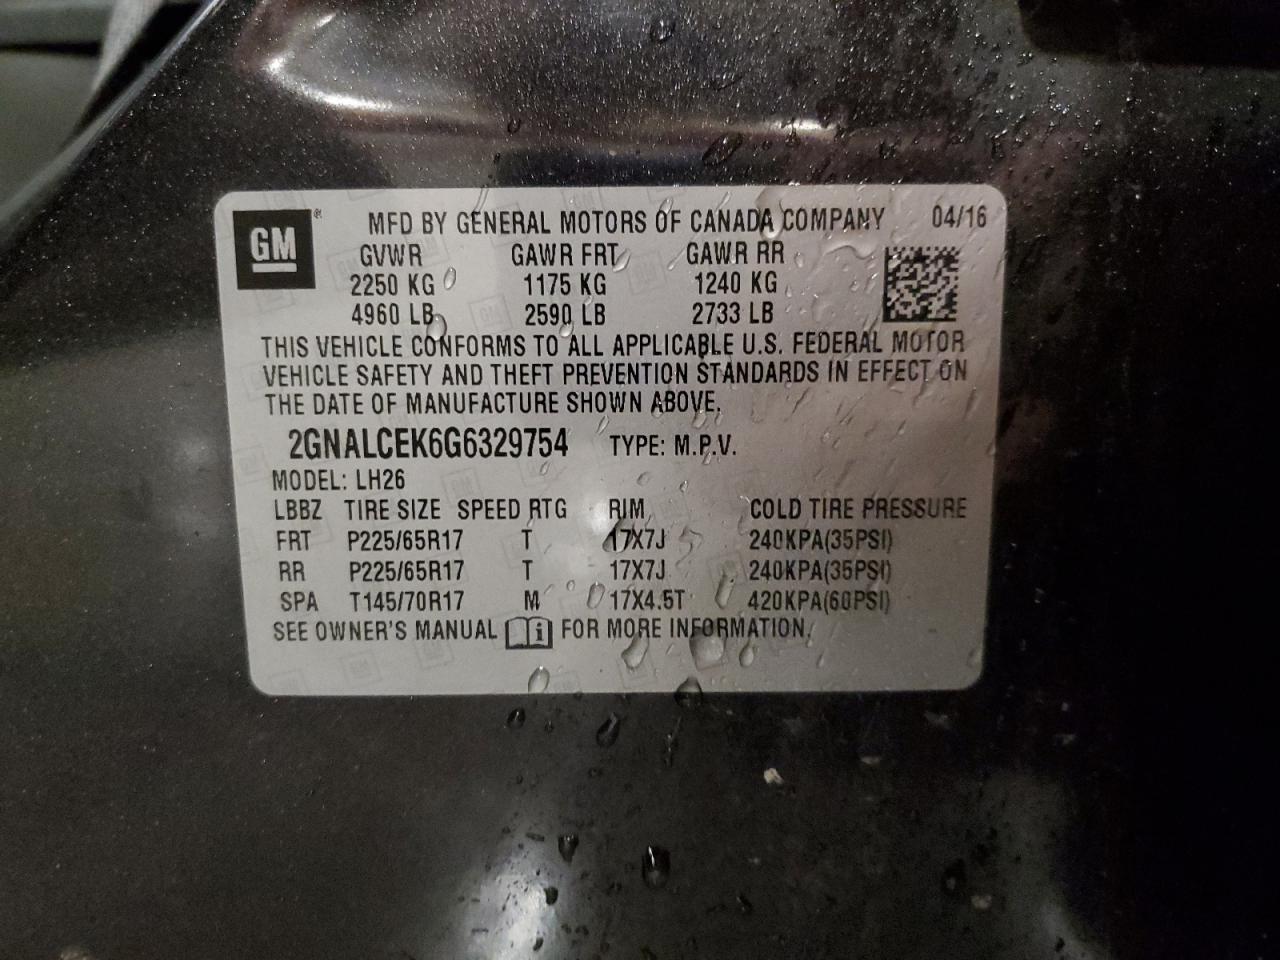 GM ® MFD BY GENERAL MOTORS OF CANADA COMPANY 04/16
GVWR GAWR FRT GAWR RR
2250 KG 1175 KG 1240 KG
4960 LB 2590 LB 2733 LB
THIS VEHICLE CONFORMS TO ALL APPLICABLE U.S. FEDERAL MOTOR
VEHICLE SAFETY AND THEFT PREVENTION STANDARDS IN EFFECT ON
THE DATE OF MANUFACTURE SHOWN ABOVE.
2GNALCEK6G6329754 TYPE: M.P.V.
MODEL: LH26
LBBZ TIRE SIZE SPEED RTG RIM COLD TIRE PRESSURE
FRT P225/65R17 T 17X7J 240KPA(35PSI)
RR P225/65R17 T 17X7J 240KPA(35PSI)
SPA T145/70R17 M 17X4.5T 420KPA(60PSI)
SEE OWNER'S MANUAL i FOR MORE INFORMATION.